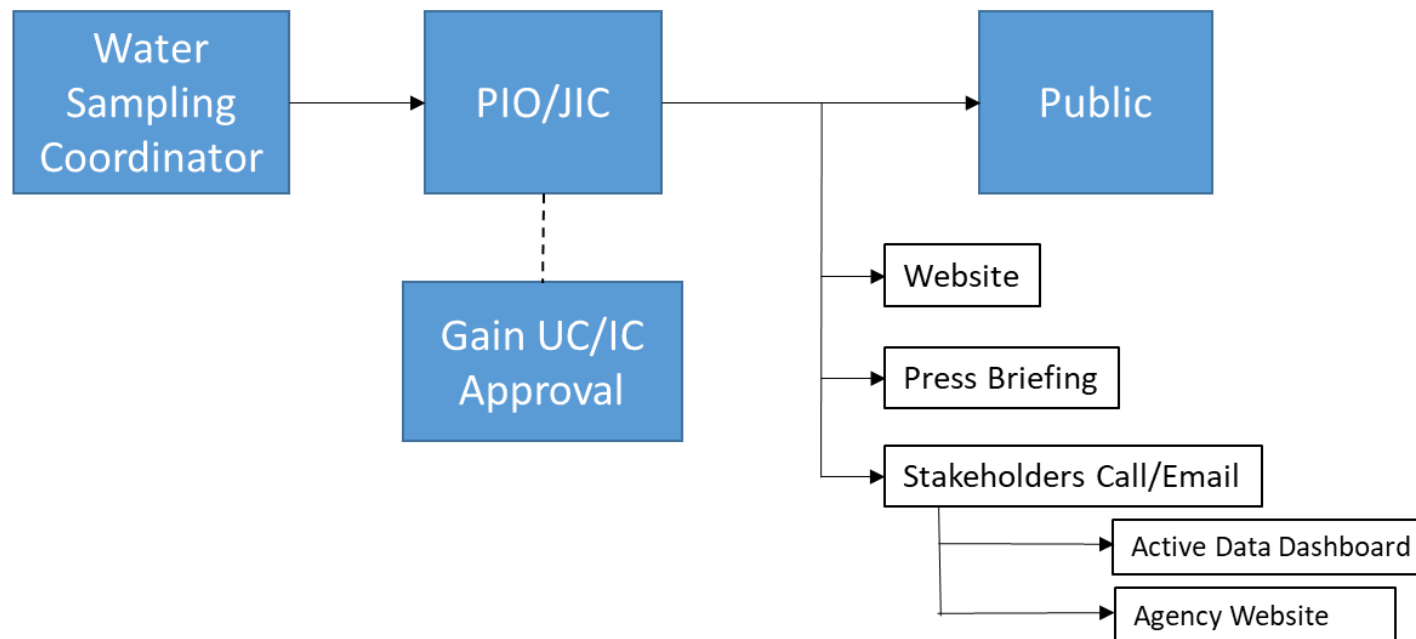 Water
Sampling
Coordinator
PIO/JIC
Public
Gain UC/IC
Approval
Website
Press Briefing
Stakeholders Call/Email
Active Data Dashboard
Agency Website